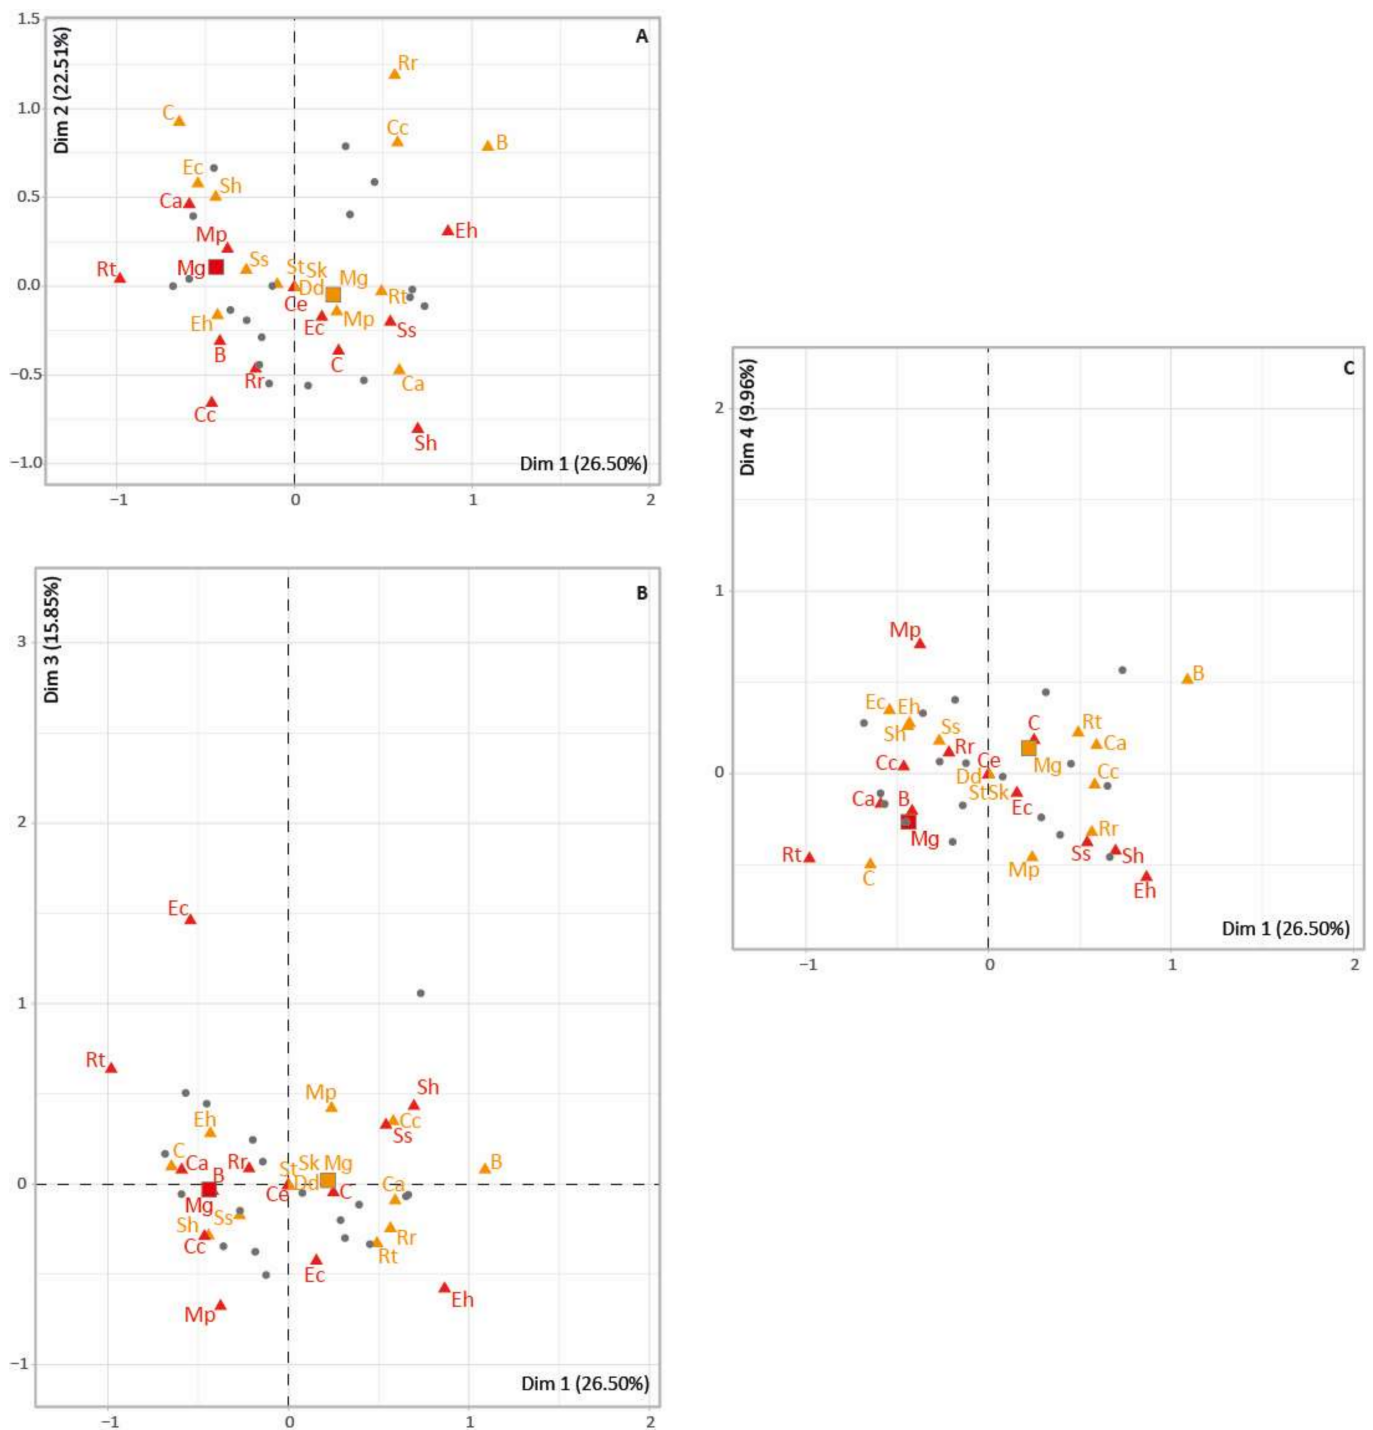 A
Dim 2 (22.51%)
1.5
Rr
1.0
C
Cc
B
Ec
Sh
0.5
Ca
Mp
Eh
Rt
Mg
Ss
St
Sk
Mg
0.0
Dd
Rt
Ce
Eh
Ec
Mp
Ss
B
C
−0.5
Rr
Ca
Cc
Sh
−1.0
Dim 1 (26.50%)
−1
0
1
2
B
Dim 3 (15.85%)
3
2
Ec
1
Rt
Sh
Mp
Eh
Cc
Ss
C
Ca
Rr
St
Sk
Mg
B
B
Ca
0
Dd
Ce
C
Mg
Sh
Ss
Cc
Rr
Rt
Ec
Eh
Mp
−1
Dim 1 (26.50%)
−1
0
1
2
C
Dim 4 (9.96%)
2
1
Mp
B
Ec
Eh
C
Rt
Sh
Ss
Rr
Ca
Cc
Ce
Mg
Cc
0
Dd
Ca
B
St
Sk
Ec
Mg
Rr
Rt
Ss
Sh
C
Mp
Eh
Dim 1 (26.50%)
−1
0
1
2